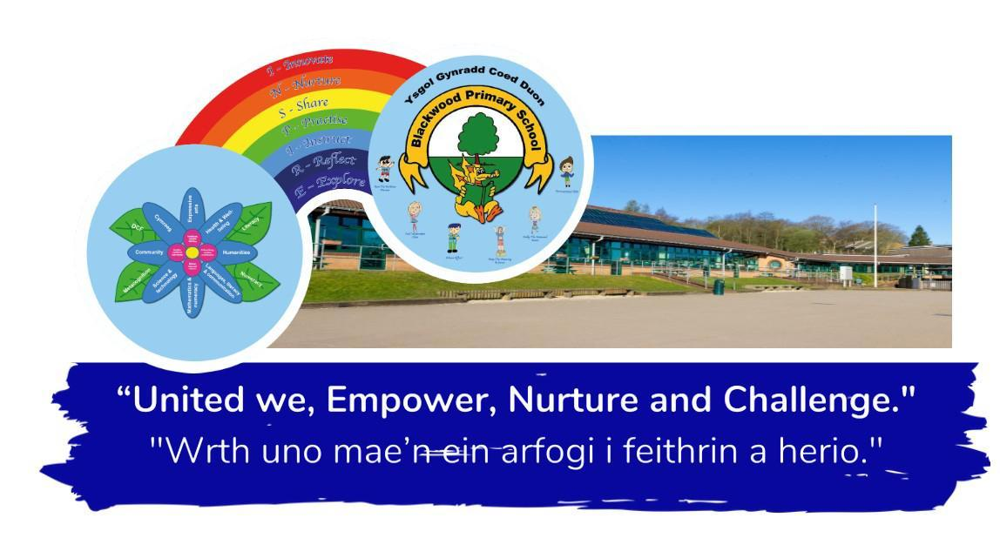 I - Innovate
N - Nurture
S - Share
P - Practise
I - Instruct
R - Reflect
E - Explore
Ysgol Gynradd Coed Duon
Blackwood Primary School
Expressive arts
Health & Well-being
Literacy
Humanities
Numeracy
Languages, literacy & communication
Mathematics & numeracy
Science & technology
Metacognition
Community
DCF
Cymraeg
“United we, Empower, Nurture and Challenge."
"Wrth uno mae’n ein arfogi i feithrin a herio."